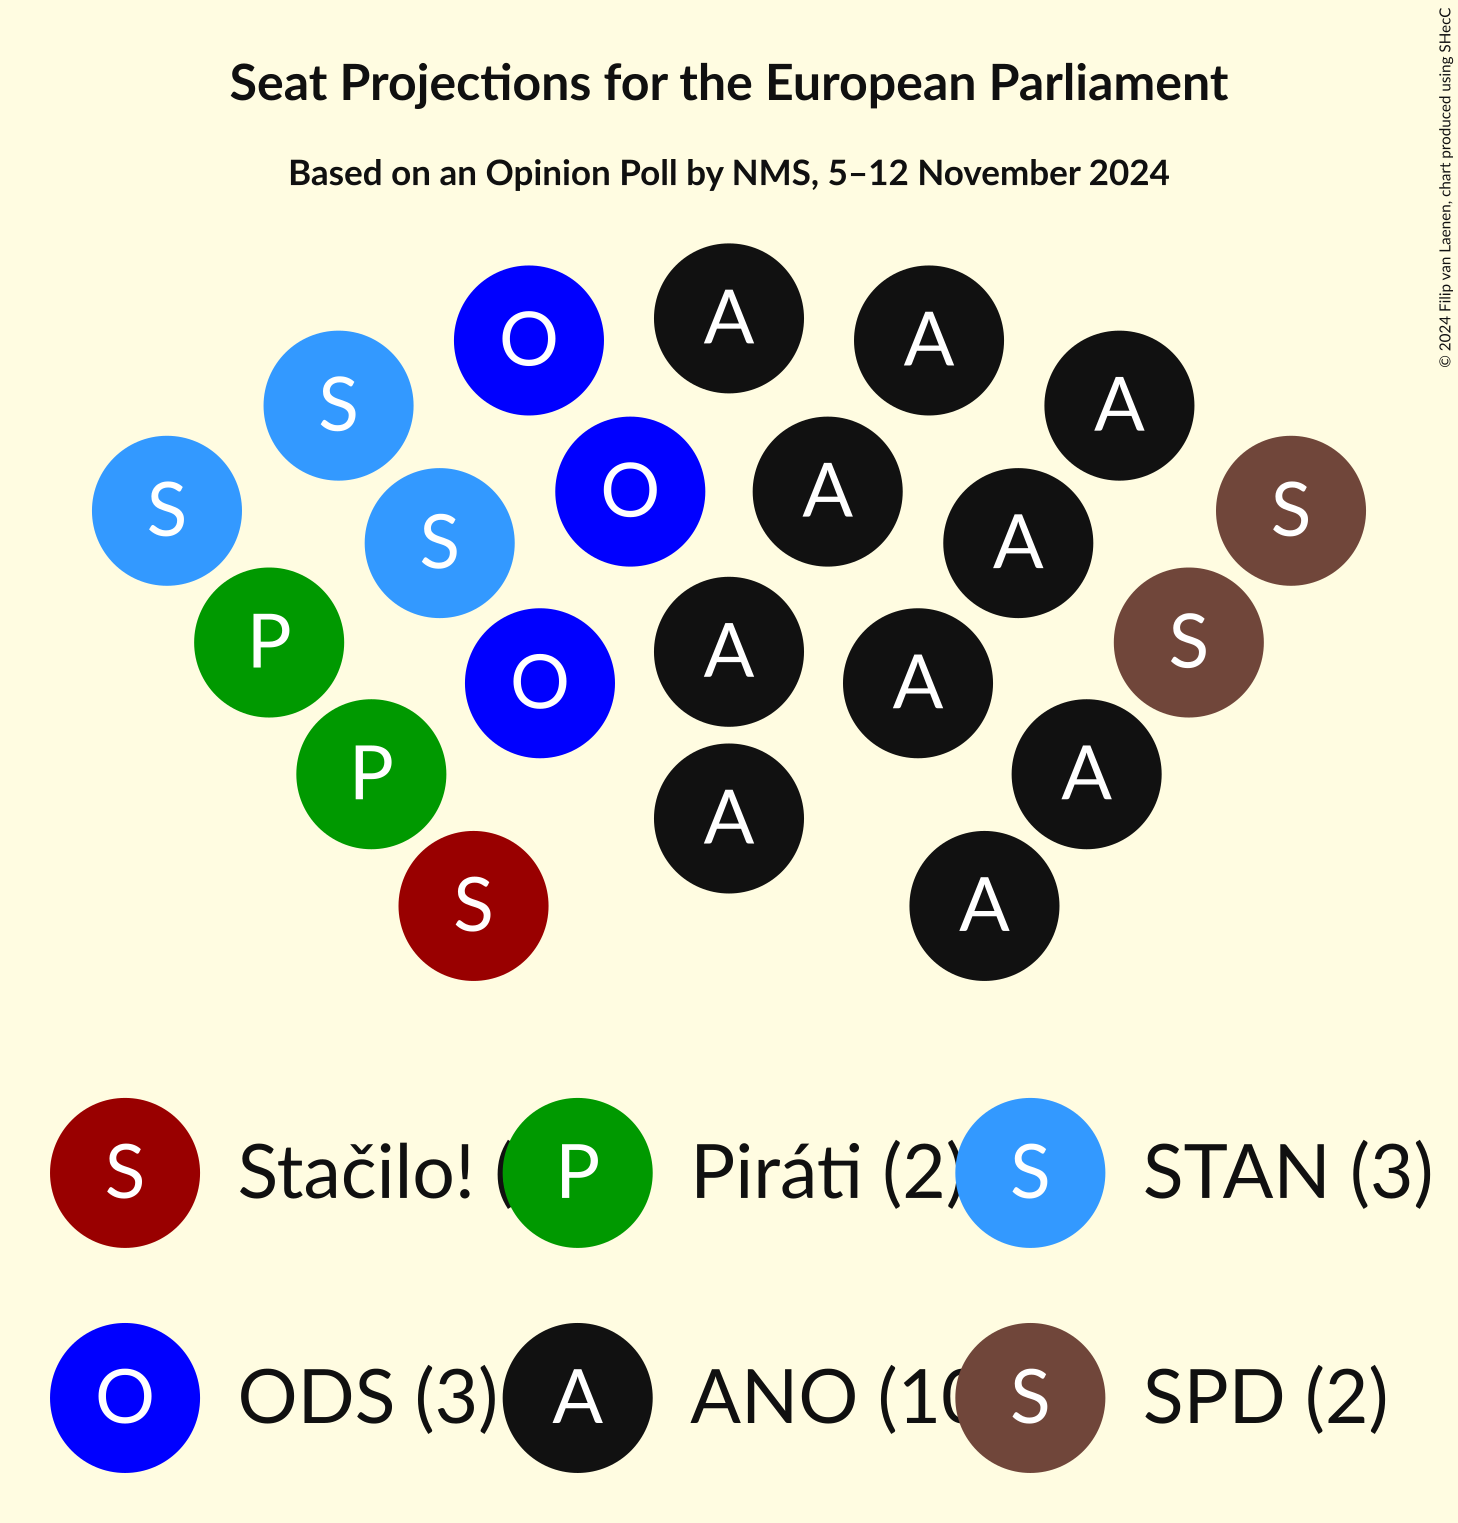 Seat Projections for the European Parliament
Based on an Opinion Poll by NMS, 5–12 November 2024
© 2024 Filip van Laenen, chart produced using SHecC
A
O A A
S A
S S O A A S
P S
O A A
P A
A
S A
S Stačilo! ( P Piráti (2) S STAN (3)
O ODS (3) A ANO (10 S SPD (2)